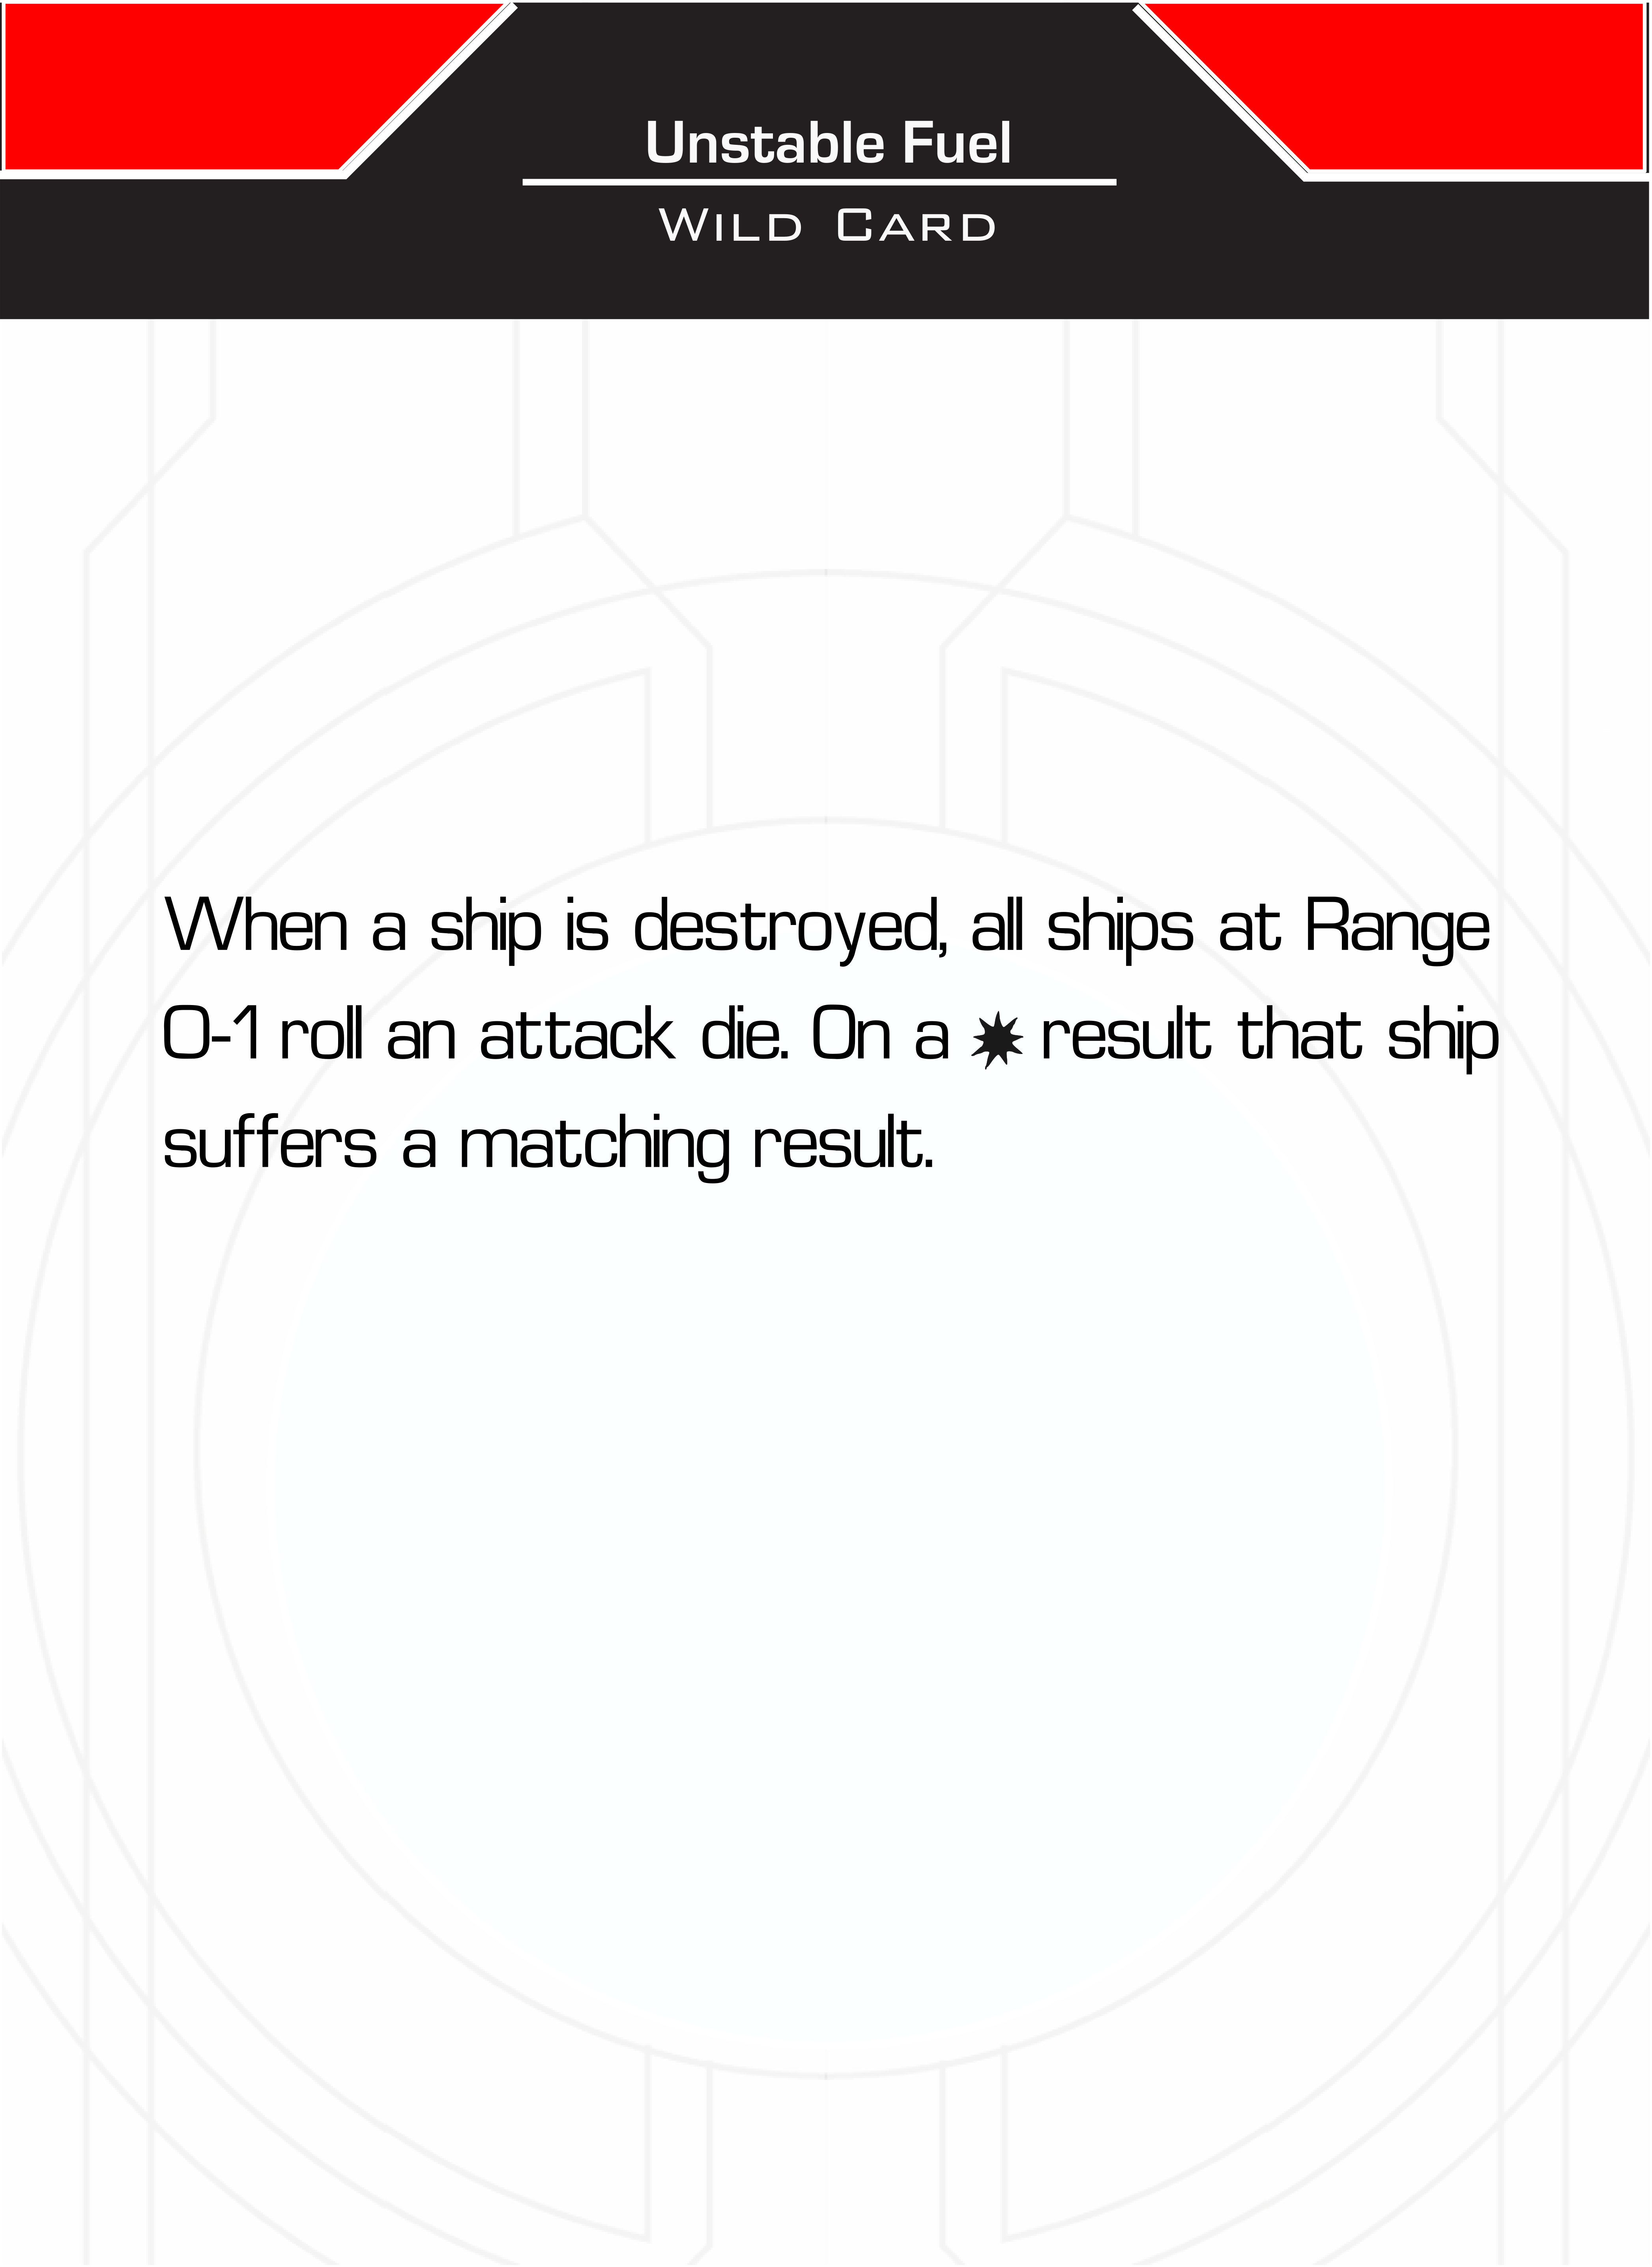 Unstable Fuel
Wild Card
When a ship is destroyed, all ships at Range
0-1 roll an attack die. On a result that ship
suffers a matching result.